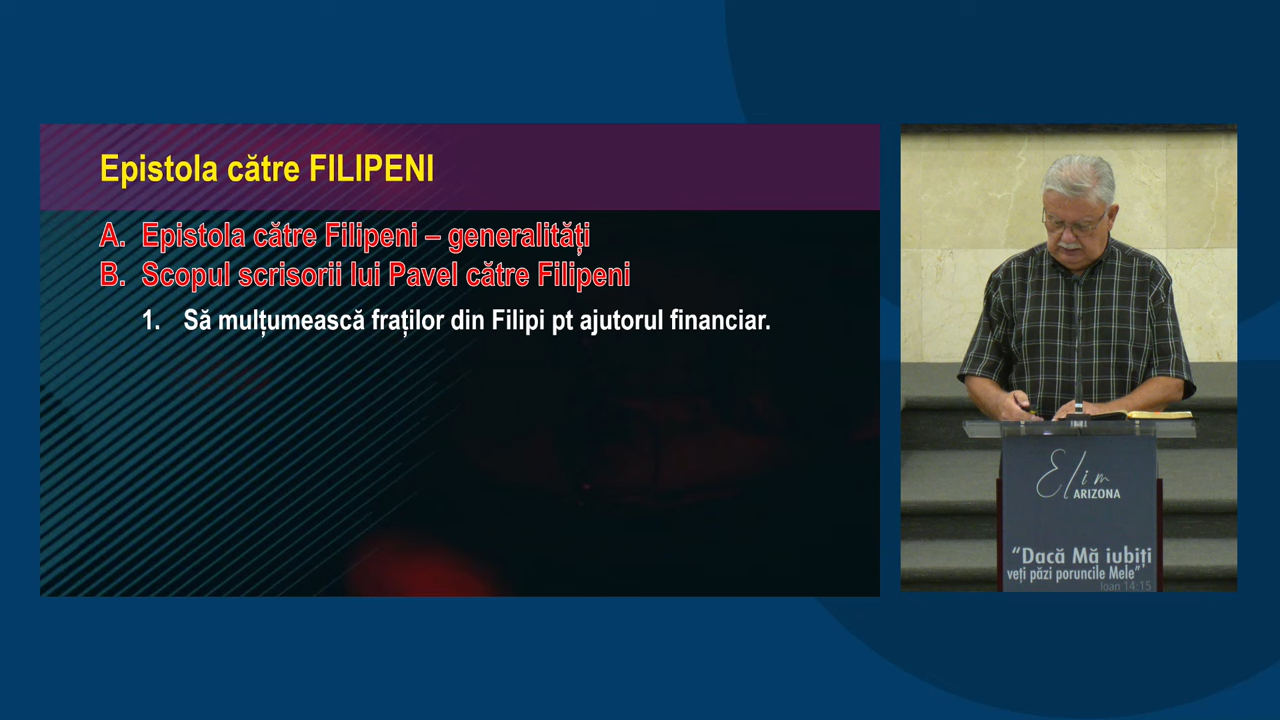 Epistola către FILIPENI
A. Epistola către Filipeni – generalități
B. Scopul scrisorii lui Pavel către Filipeni
1. Să mulțumească fraților din Filipi pt ajutorul financiar.
Elim
ARIZONA
“Dacă Mă iubiți
veți păzi poruncile Mele”
Ioan 14:15